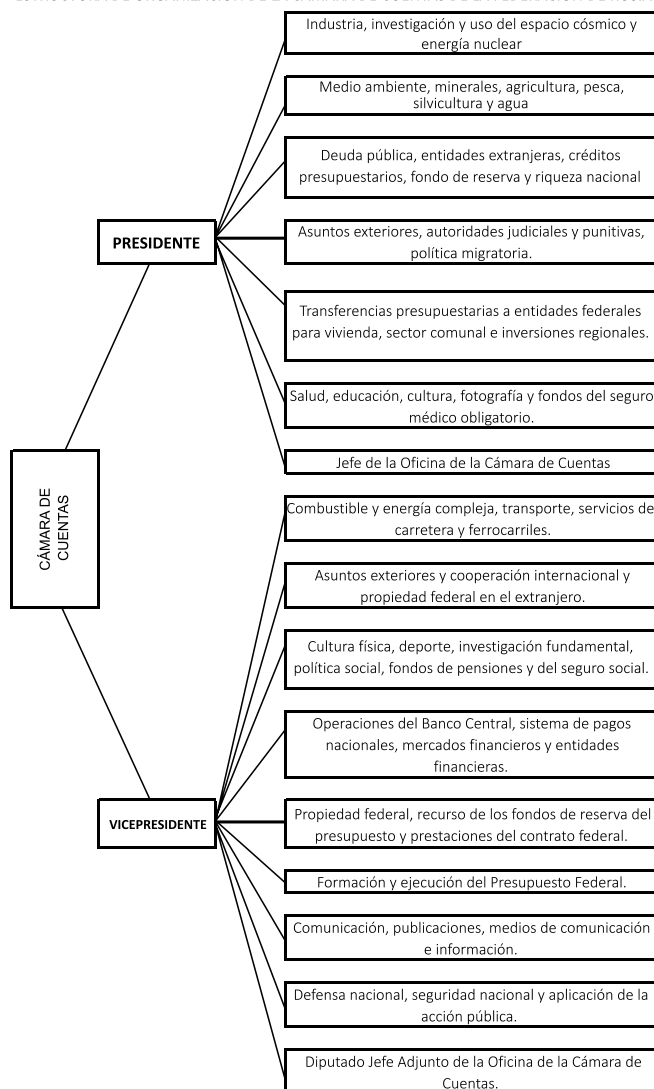 Industria, investigación y uso del espacio cósmico y
energía nuclear
Medio ambiente, minerales, agricultura, pesca,
silvicultura y agua
Deuda pública, entidades extranjeras, créditos
presupuestarios, fondo de reserva y riqueza nacional
PRESIDENTE
Asuntos exteriores, autoridades judiciales y punitivas,
política migratoria.
Transferencias presupuestarias a entidades federales
para vivienda, sector comunal e inversiones regionales.
Salud, educación, cultura, fotografía y fondos del seguro
médico obligatorio.
Jefe de la Oficina de la Cámara de Cuentas
CÁMARA DE
CUENTAS
Combustible y energía compleja, transporte, servicios de
carretera y ferrocarriles.
Asuntos exteriores y cooperación internacional y
propiedad federal en el extranjero.
Cultura física, deporte, investigación fundamental,
política social, fondos de pensiones y del seguro social.
Operaciones del Banco Central, sistema de pagos
nacionales, mercados financieros y entidades
financieras.
VICEPRESIDENTE
Propiedad federal, recurso de los fondos de reserva del
presupuesto y prestaciones del contrato federal.
Formación y ejecución del Presupuesto Federal.
Comunicación, publicaciones, medios de comunicación
e información.
Defensa nacional, seguridad nacional y aplicación de la
acción pública.
Diputado Jefe Adjunto de la Oficina de la Cámara de
Cuentas.